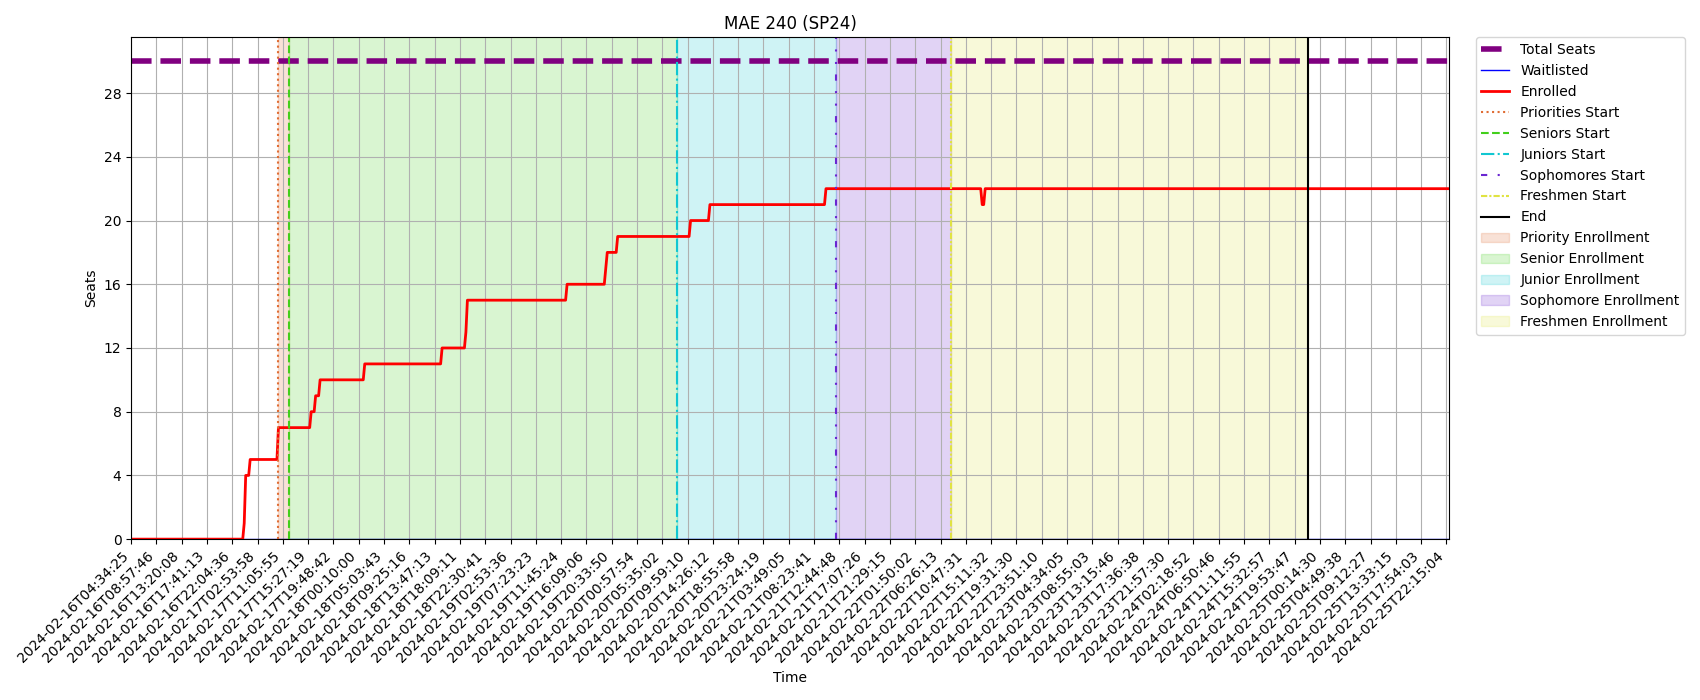 MAE 240 (SP24)
Total Seats
Waitlisted
Enrolled
Priorities Start
Seniors Start
Juniors Start
Sophomores Start
Freshmen Start
End
Priority Enrollment
Senior Enrollment
Junior Enrollment
Sophomore Enrollment
Freshmen Enrollment
Seats
28
24
20
16
12
8
4
0
2024-02-16T04:34:25
2024-02-16T08:57:46
2024-02-16T13:20:08
2024-02-16T17:41:13
2024-02-16T22:04:36
2024-02-17T02:53:58
2024-02-17T11:05:55
2024-02-17T15:27:19
2024-02-17T19:48:42
2024-02-18T00:10:00
2024-02-18T05:03:43
2024-02-18T09:25:16
2024-02-18T13:47:13
2024-02-18T18:09:11
2024-02-18T22:30:41
2024-02-19T02:53:36
2024-02-19T07:23:23
2024-02-19T11:45:24
2024-02-19T16:09:06
2024-02-19T20:33:50
2024-02-20T00:57:54
2024-02-20T05:35:02
2024-02-20T09:59:10
2024-02-20T14:26:12
2024-02-20T18:55:58
2024-02-20T23:24:19
2024-02-21T03:49:05
2024-02-21T08:23:41
2024-02-21T12:44:48
2024-02-21T17:07:26
2024-02-21T21:29:15
2024-02-22T01:50:02
2024-02-22T06:26:13
2024-02-22T10:47:31
2024-02-22T15:11:32
2024-02-22T19:31:30
2024-02-22T23:51:10
2024-02-23T04:34:05
2024-02-23T08:55:03
2024-02-23T13:15:46
2024-02-23T17:36:38
2024-02-23T21:57:30
2024-02-24T02:18:52
2024-02-24T06:50:46
2024-02-24T11:11:55
2024-02-24T15:32:57
2024-02-24T19:53:47
2024-02-25T00:14:30
2024-02-25T04:49:38
2024-02-25T09:12:27
2024-02-25T13:33:15
2024-02-25T17:54:03
2024-02-25T22:15:04
Time